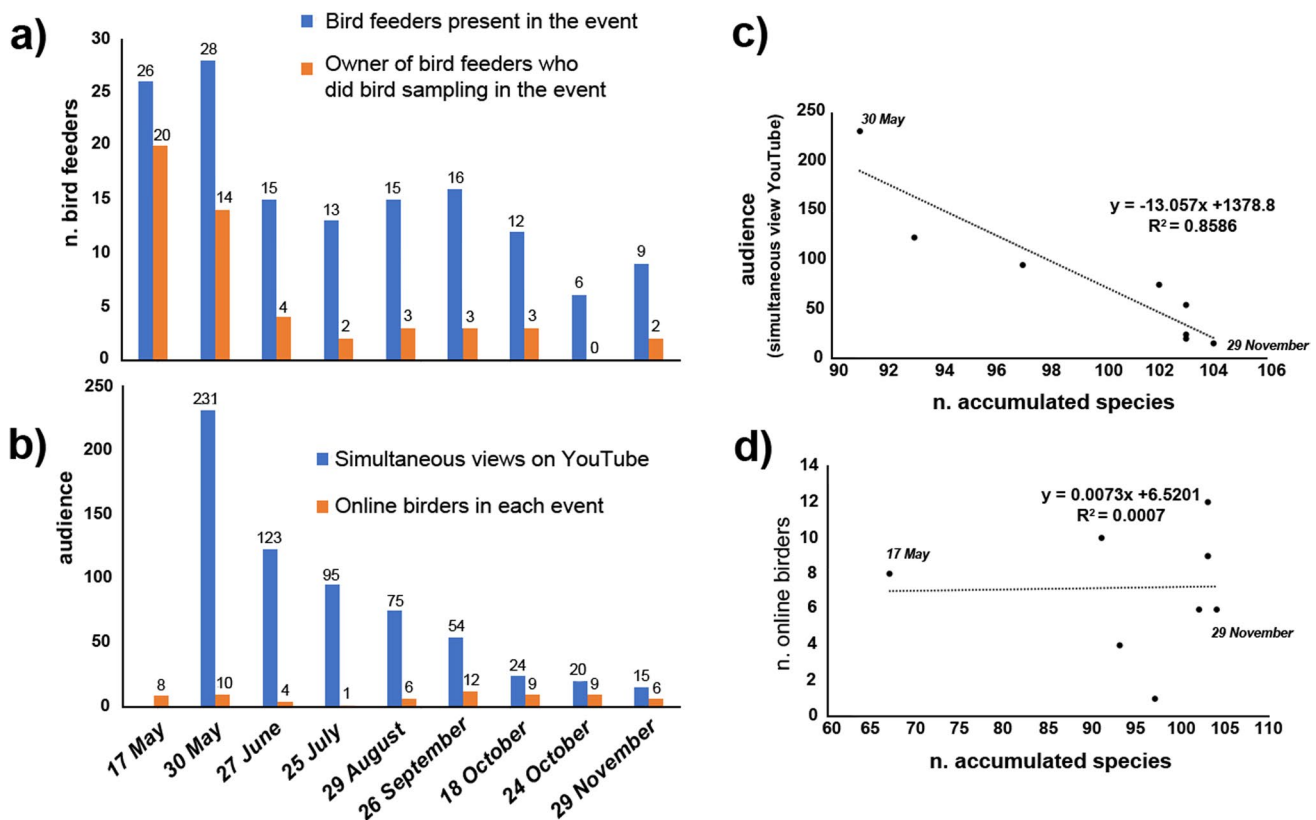 a)
Bird feeders present in the event
Owner of bird feeders who
did bird sampling in the event
n. bird feeders
30
25
20
15
10
5
0
26 20
28 14
15 4
13 2
15 3
16 3
12 3
6 0
9 2
b)
Simultaneous views on YouTube
Online birders in each event
audience
250
200
150
100
50
0
8
231 10
123 4
95 1
75 6
54 12
24 9
20 9
15 6
17 May
30 May
27 June
25 July
29 August
26 September
18 October
24 October
29 November
c)
audience
(simultaneous view YouTube)
250
200
150
100
50
0
30 May
y = -13.057x +1378.8
R² = 0.8586
29 November
90 92 94 96 98 100 102 104 106
n. accumulated species
d)
n. online birders
14
12
10
8
6
4
2
0
17 May
y = 0.0073x +6.5201
R² = 0.0007
29 November
60 65 70 75 80 85 90 95 100 105 110
n. accumulated species